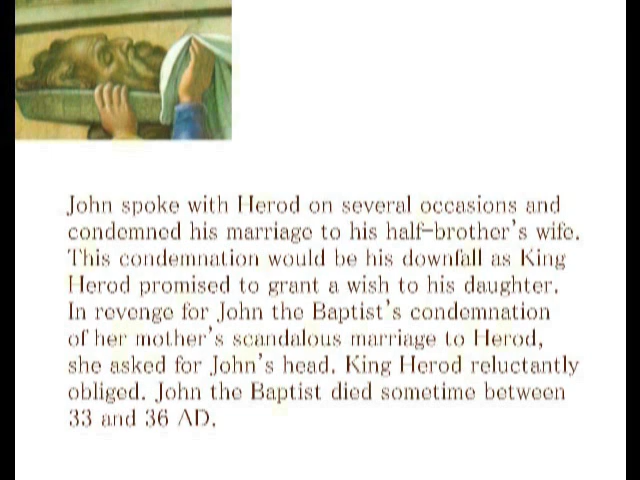 John spoke with Herod on several occasions and
condemned his marriage to his half-brother's wife.
This condemnation would be his downfall as King
Herod promised to grant a wish to his daughter.
In revenge for John the Baptist's condemnation
of her mother's scandalous marriage to Herod,
she asked for John's head. King Herod reluctantly
obliged. John the Baptist died sometime between
33 and 36 AD.